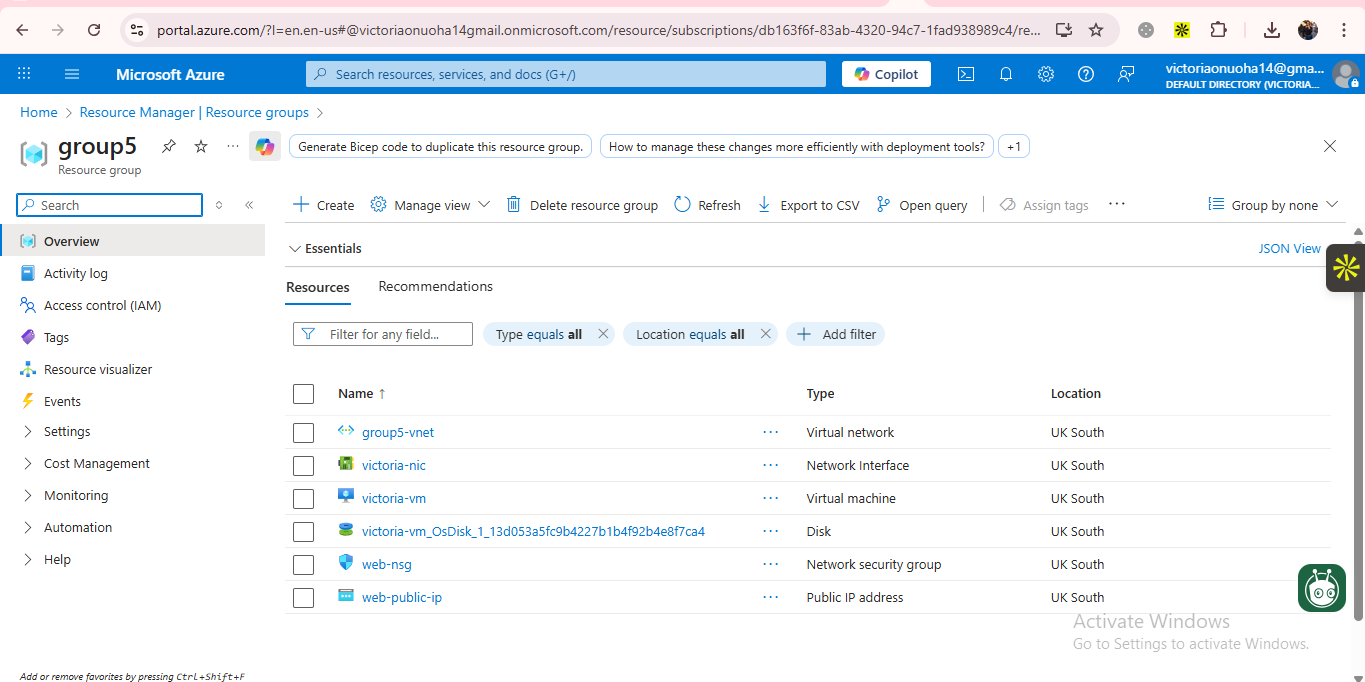 portal.azure.com/?l=en.en-us#@victoriaonuoha14gmail.onmicrosoft.com/resource/subscriptions/db163f6f-83ab-4320-94c7-1fad938989c4/re...
Microsoft Azure
Search resources, services, and docs (G+/)
Copilot
victoriaonuoha14@gma...
DEFAULT DIRECTORY (VICTORIA...
Home > Resource Manager | Resource groups >
group5
Resource group
...
Generate Bicep code to duplicate this resource group.
How to manage these changes more efficiently with deployment tools?
+1
Search
Create
Manage view
Delete resource group
Refresh
Export to CSV
Open query
Assign tags
...
Group by none
Overview
Activity log
Access control (IAM)
Tags
Resource visualizer
Events
Settings
Cost Management
Monitoring
Automation
Help
Essentials
JSON View
Resources
Recommendations
Filter for any field...
Type equals all
Location equals all
Add filter
Name ↑ Type Location
group5-vnet ... Virtual network UK South
victoria-nic ... Network Interface UK South
victoria-vm ... Virtual machine UK South
victoria-vm_OsDisk_1_13d053a5fc9b4227b1b4f92b4e8f7ca4 ... Disk UK South
web-nsg ... Network security group UK South
web-public-ip ... Public IP address UK South
Activate Windows
Go to Settings to activate Windows.
Add or remove favorites by pressing Ctrl+Shift+F